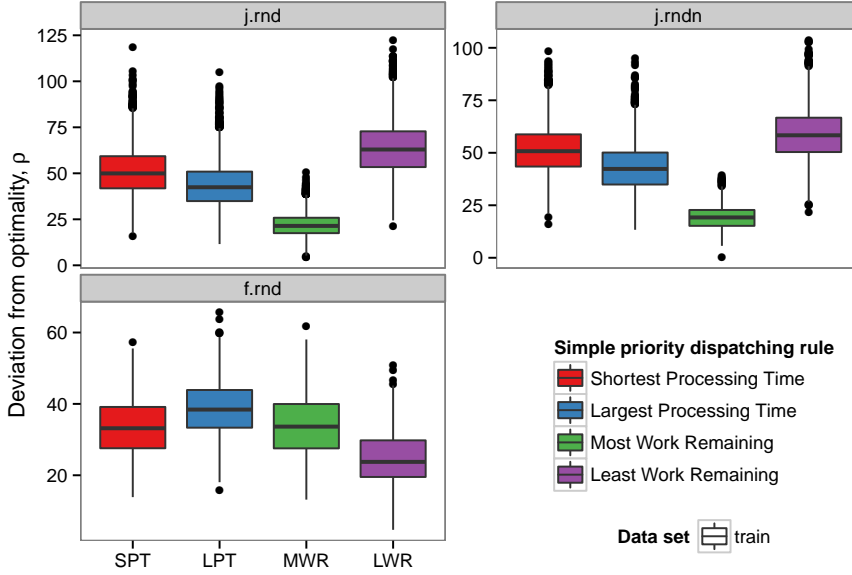 j.rnd
125
100
75
50
25
0
j.rndn
100
50
0
f.rnd
60
40
20
Deviation from optimality, ρ
SPT LPT MWR LWR
Simple priority dispatching rule
Shortest Processing Time
Largest Processing Time
Most Work Remaining
Least Work Remaining
Data set train